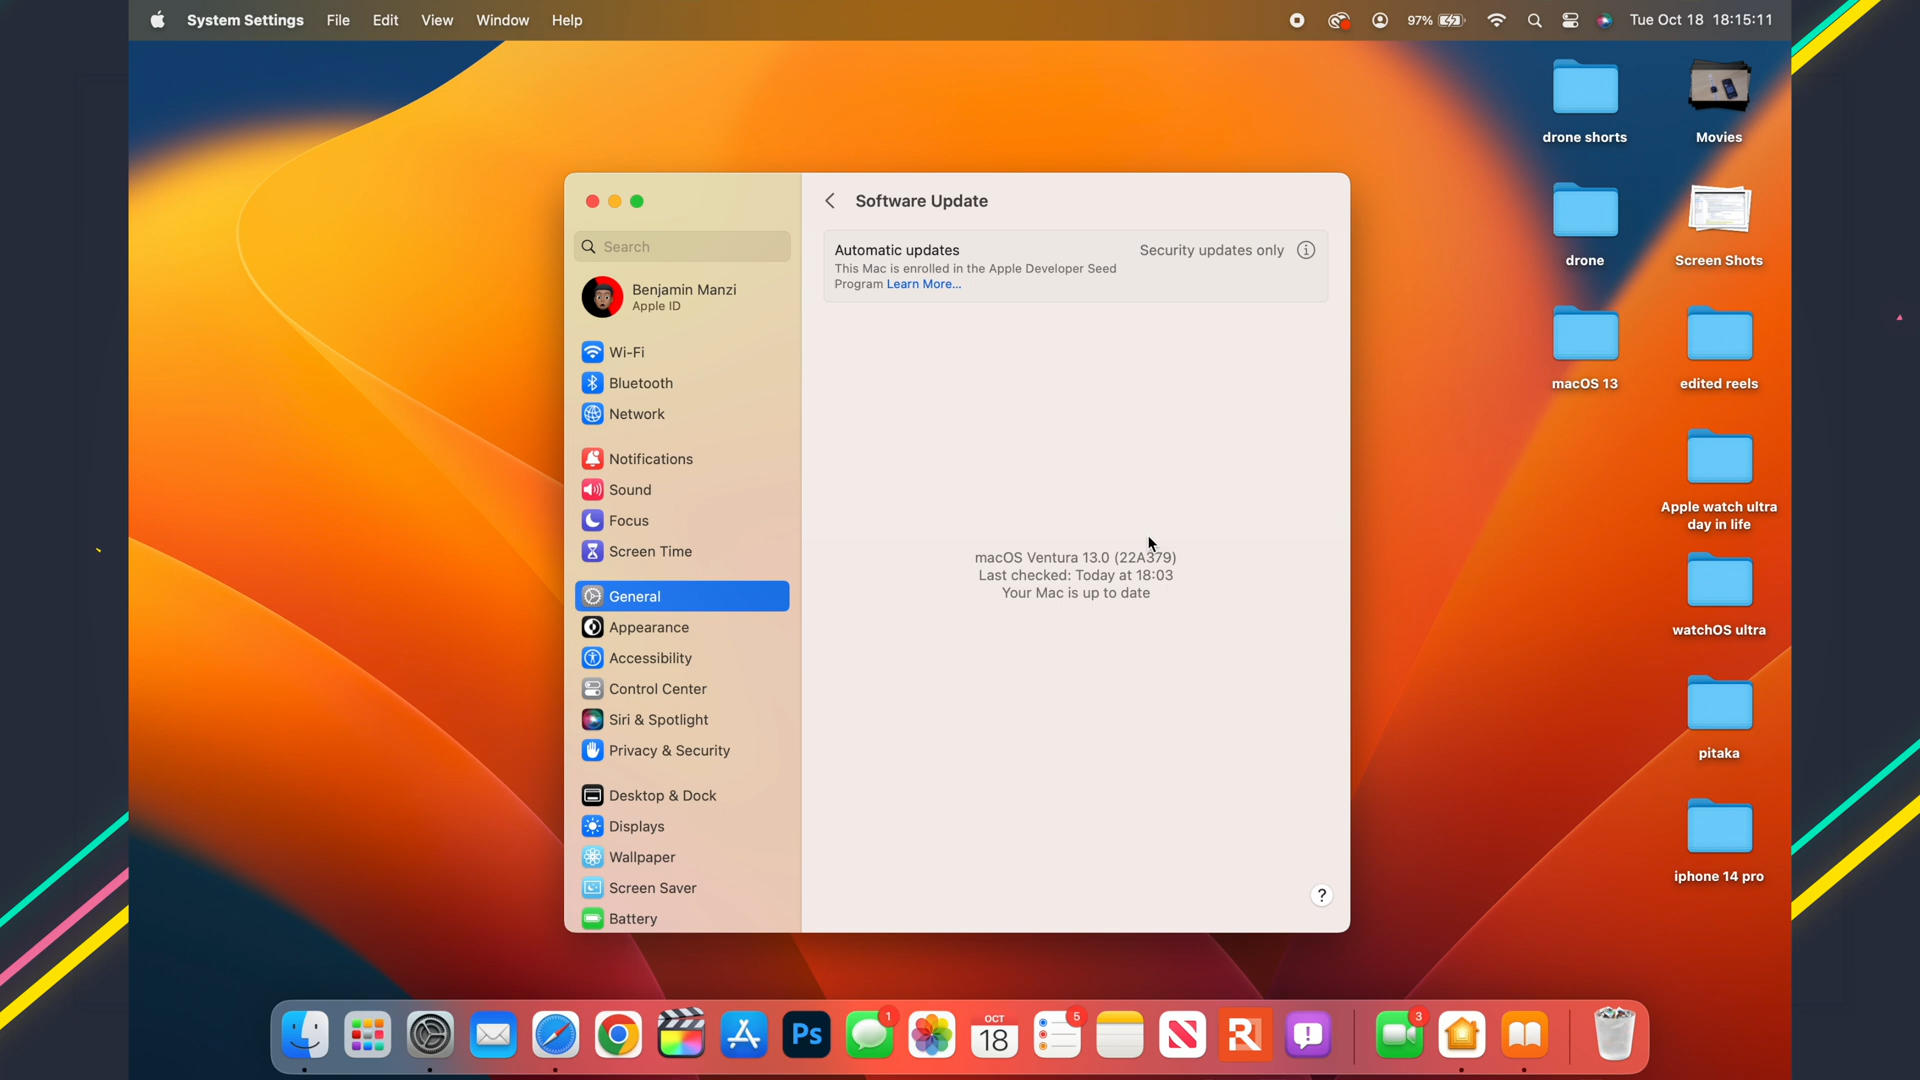 System Settings File Edit View Window Help
97% Tue Oct 18 18:15:11
Software Update
Search
Automatic updates Security updates only
This Mac is enrolled in the Apple Developer Seed
Program Learn More...
Benjamin Manzi
Apple ID
Wi-Fi
Bluetooth
Network
Notifications
Sound
Focus
Screen Time
General
Appearance
Accessibility
Control Center
Siri & Spotlight
Privacy & Security
Desktop & Dock
Displays
Wallpaper
Screen Saver
Battery
macOS Ventura 13.0 (22A379)
Last checked: Today at 18:03
Your Mac is up to date
?
drone shorts
Movies
drone
Screen Shots
macOS 13
edited reels
Apple watch ultra
day in life
watchOS ultra
pitaka
iphone 14 pro
Ps
1
OCT
18
5
3